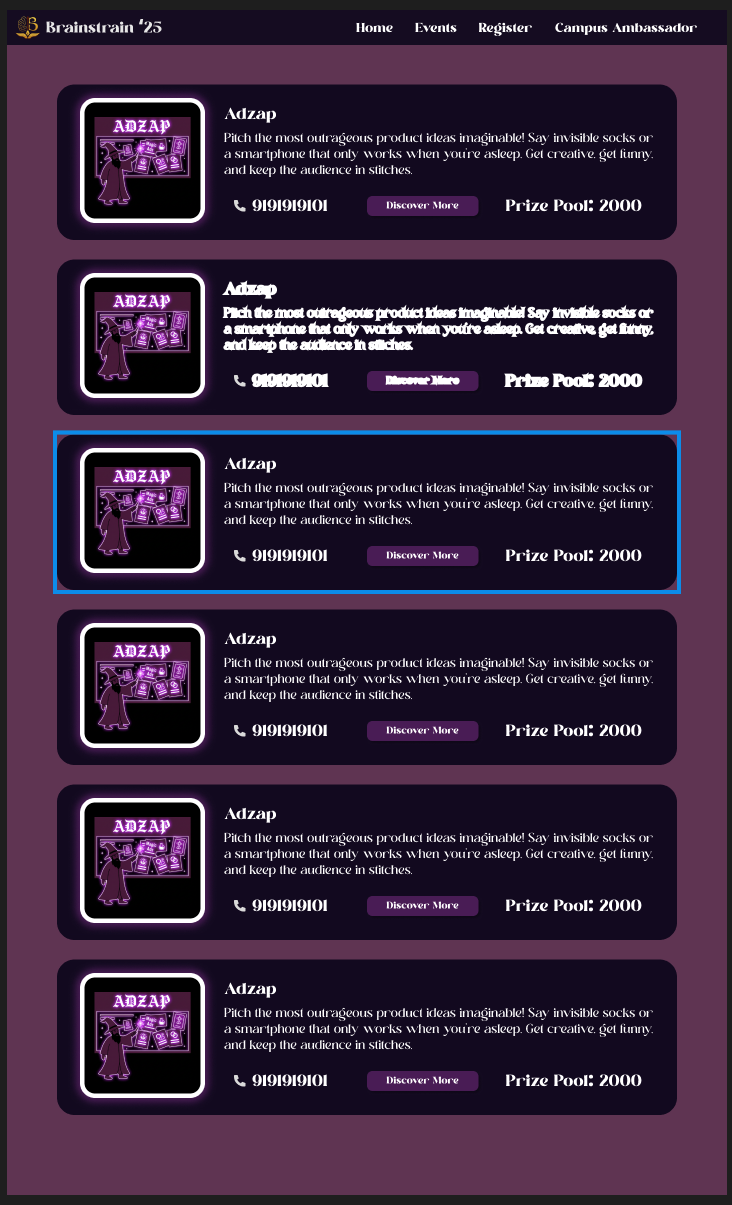 Brainstrain '25
Home Events Register Campus Ambassador
ADZAP
Adzap
Pitch the most outrageous product ideas imaginable! Say invisible socks or
a smartphone that only works when you're asleep. Get creative, get funny,
and keep the audience in stitches.
9191919101 Discover More Prize Pool: 2000
ADZAP
Adzap
Pitch the most outrageous product ideas imaginable! Say invisible socks or
a smartphone that only works when you're asleep. Get creative, get funny,
and keep the audience in stitches.
9191919101 Discover More Prize Pool: 2000
ADZAP
Adzap
Pitch the most outrageous product ideas imaginable! Say invisible socks or
a smartphone that only works when you're asleep. Get creative, get funny,
and keep the audience in stitches.
9191919101 Discover More Prize Pool: 2000
ADZAP
Adzap
Pitch the most outrageous product ideas imaginable! Say invisible socks or
a smartphone that only works when you're asleep. Get creative, get funny,
and keep the audience in stitches.
9191919101 Discover More Prize Pool: 2000
ADZAP
Adzap
Pitch the most outrageous product ideas imaginable! Say invisible socks or
a smartphone that only works when you're asleep. Get creative, get funny,
and keep the audience in stitches.
9191919101 Discover More Prize Pool: 2000
ADZAP
Adzap
Pitch the most outrageous product ideas imaginable! Say invisible socks or
a smartphone that only works when you're asleep. Get creative, get funny,
and keep the audience in stitches.
9191919101 Discover More Prize Pool: 2000